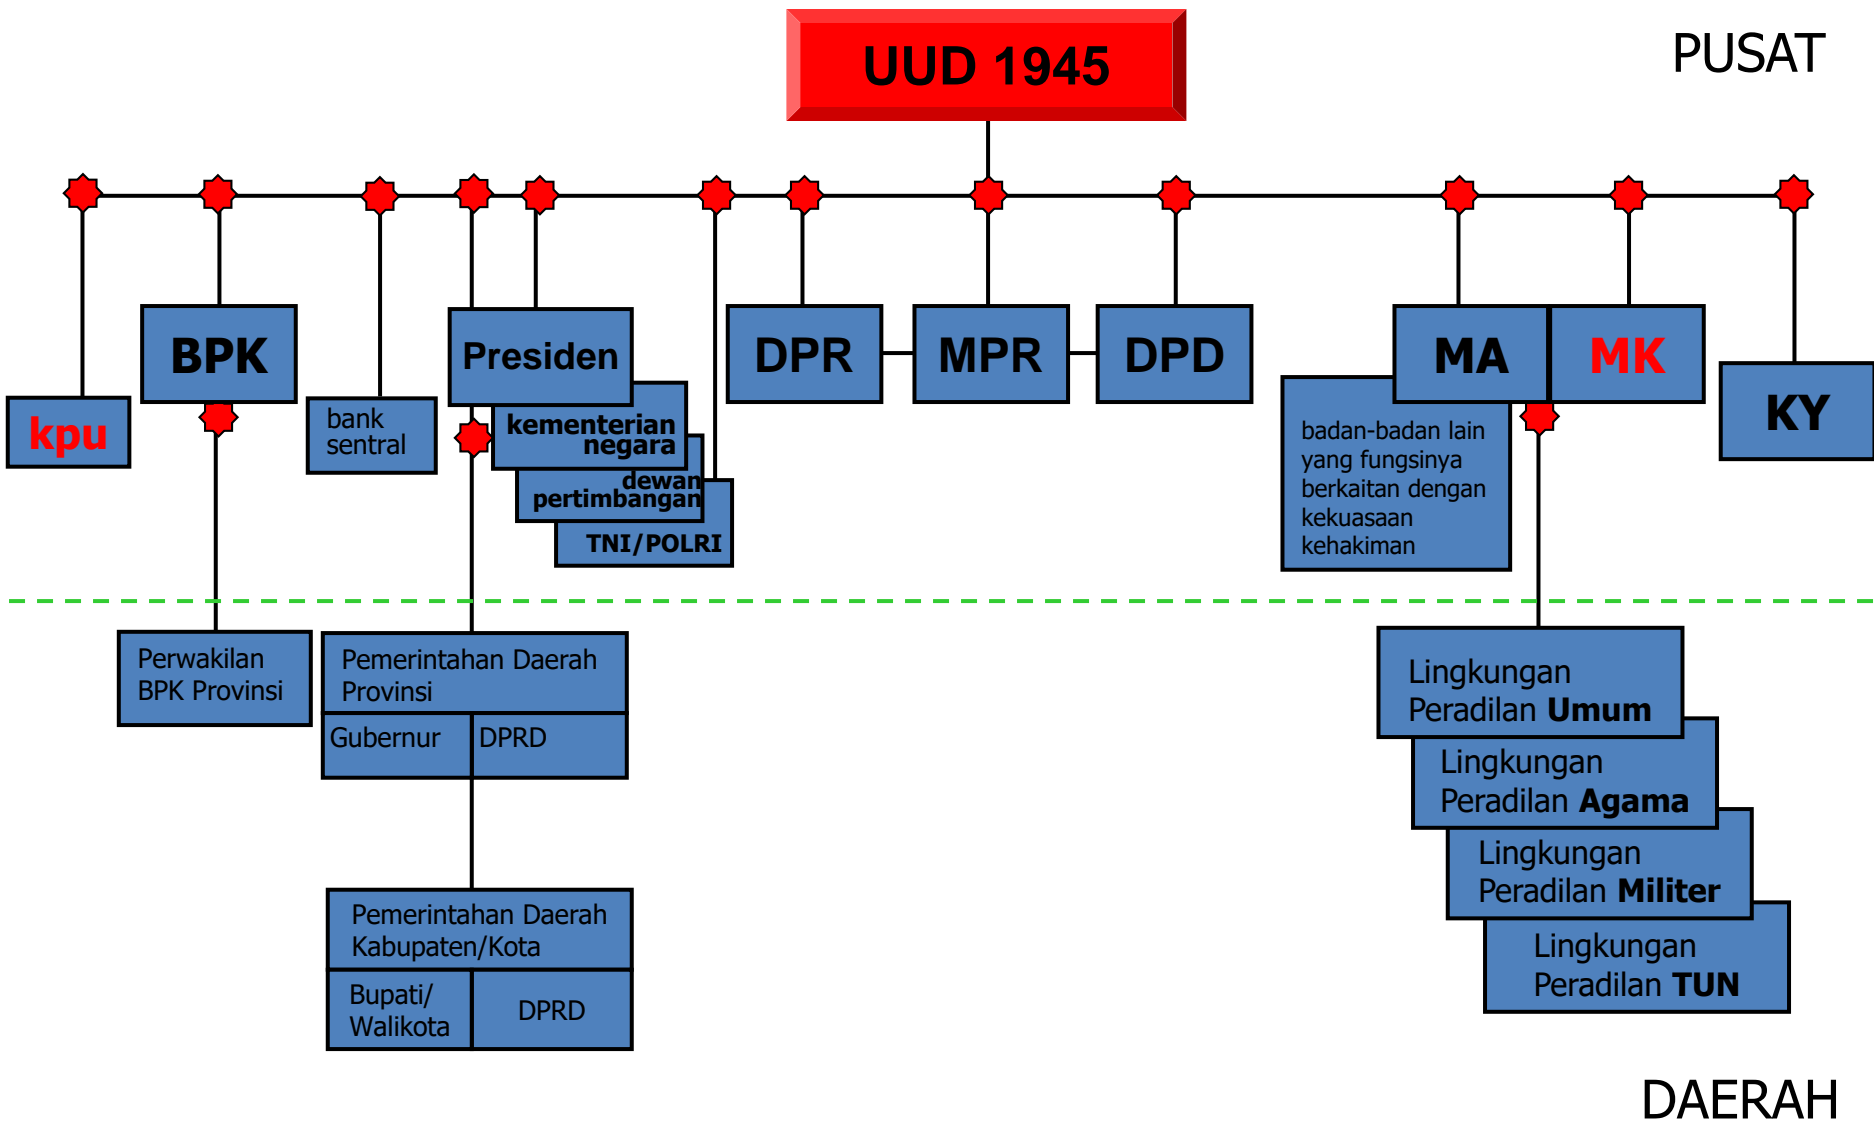 UUD 1945
PUSAT
kpu
BPK
bank
sentral
Presiden
kementerian
negara
dewan
pertimbangan
TNI/POLRI
DPR
MPR
DPD
MA
MK
KY
badan-badan lain
yang fungsinya
berkaitan dengan
kekuasaan
kehakiman
Perwakilan
BPK Provinsi
Pemerintahan Daerah
Provinsi
Gubernur
DPRD
Pemerintahan Daerah
Kabupaten/Kota
Bupati/
Walikota
DPRD
Lingkungan
Peradilan Umum
Lingkungan
Peradilan Agama
Lingkungan
Peradilan Militer
Lingkungan
Peradilan TUN
DAERAH